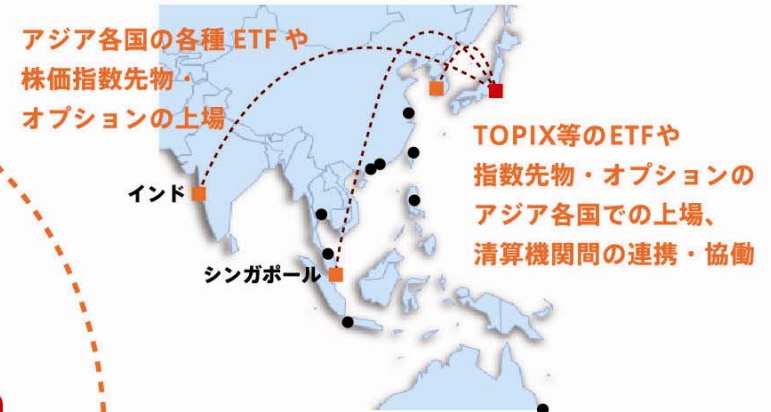 アジア各国の各種 ETF や
株価指数先物・
オプションの上場
TOPIX等のETFや
指数先物・オプションの
アジア各国での上場、
清算機関間の連携・協働
インド
シンガポール